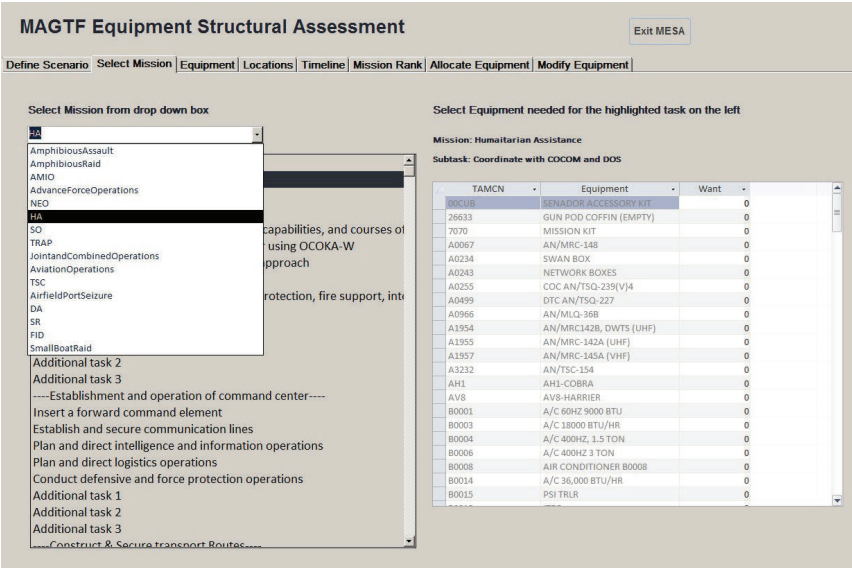 MAGTF Equipment Structural Assessment
Exit MESA
Define Scenario Select Mission Equipment Locations Timeline Mission Rank Allocate Equipment Modify Equipment
Select Mission from drop down box
HA
AmphibiousAssault
AmphibiousRaid
AMIO
AdvanceForceOperations
NEO
HA
SO
TRAP
JointandCombinedOperations
AviationOperations
TSC
AirfieldPortSeizure
DA
SR
FID
SmallBoatRaid
capabilities, and courses of
using OCOKA-W
approach
rotection, fire support, inte
Additional task 2
Additional task 3
----Establishment and operation of command center----
Insert a forward command element
Establish and secure communication lines
Plan and direct intelligence and information operations
Plan and direct logistics operations
Conduct defensive and force protection operations
Additional task 1
Additional task 2
Additional task 3
----Construct & Secure transport Routes----
Select Equipment needed for the highlighted task on the left
Mission: Humaitarian Assistance
Subtask: Coordinate with COCOM and DOS
TAMCN Equipment Want
00CUB SENADOR ACCESSORY KIT 0
26633 GUN POD COFFIN (EMPTY) 0
7070 MISSION KIT 0
A0067 AN/MRC-148 0
A0234 SWAN BOX 0
A0243 NETWORK BOXES 0
A0255 COC AN/TSQ-239(V)4 0
A0499 DTC AN/TSQ-227 0
A0966 AN/MLQ-36B 0
A1954 AN/MRC142B, DWTS (UHF) 0
A1955 AN/MRC-142A (UHF) 0
A1957 AN/MRC-145A (VHF) 0
A3232 AN/TSC-154 0
AH1 AH1-COBRA 0
AV8 AV8-HARRIER 0
B0001 A/C 60HZ 9000 BTU 0
B0003 A/C 18000 BTU/HR 0
B0004 A/C 400HZ, 1.5 TON 0
B0006 A/C 400HZ 3 TON 0
B0008 AIR CONDITIONER B0008 0
B0014 A/C 36,000 BTU/HR 0
B0015 PSI TRLR 0